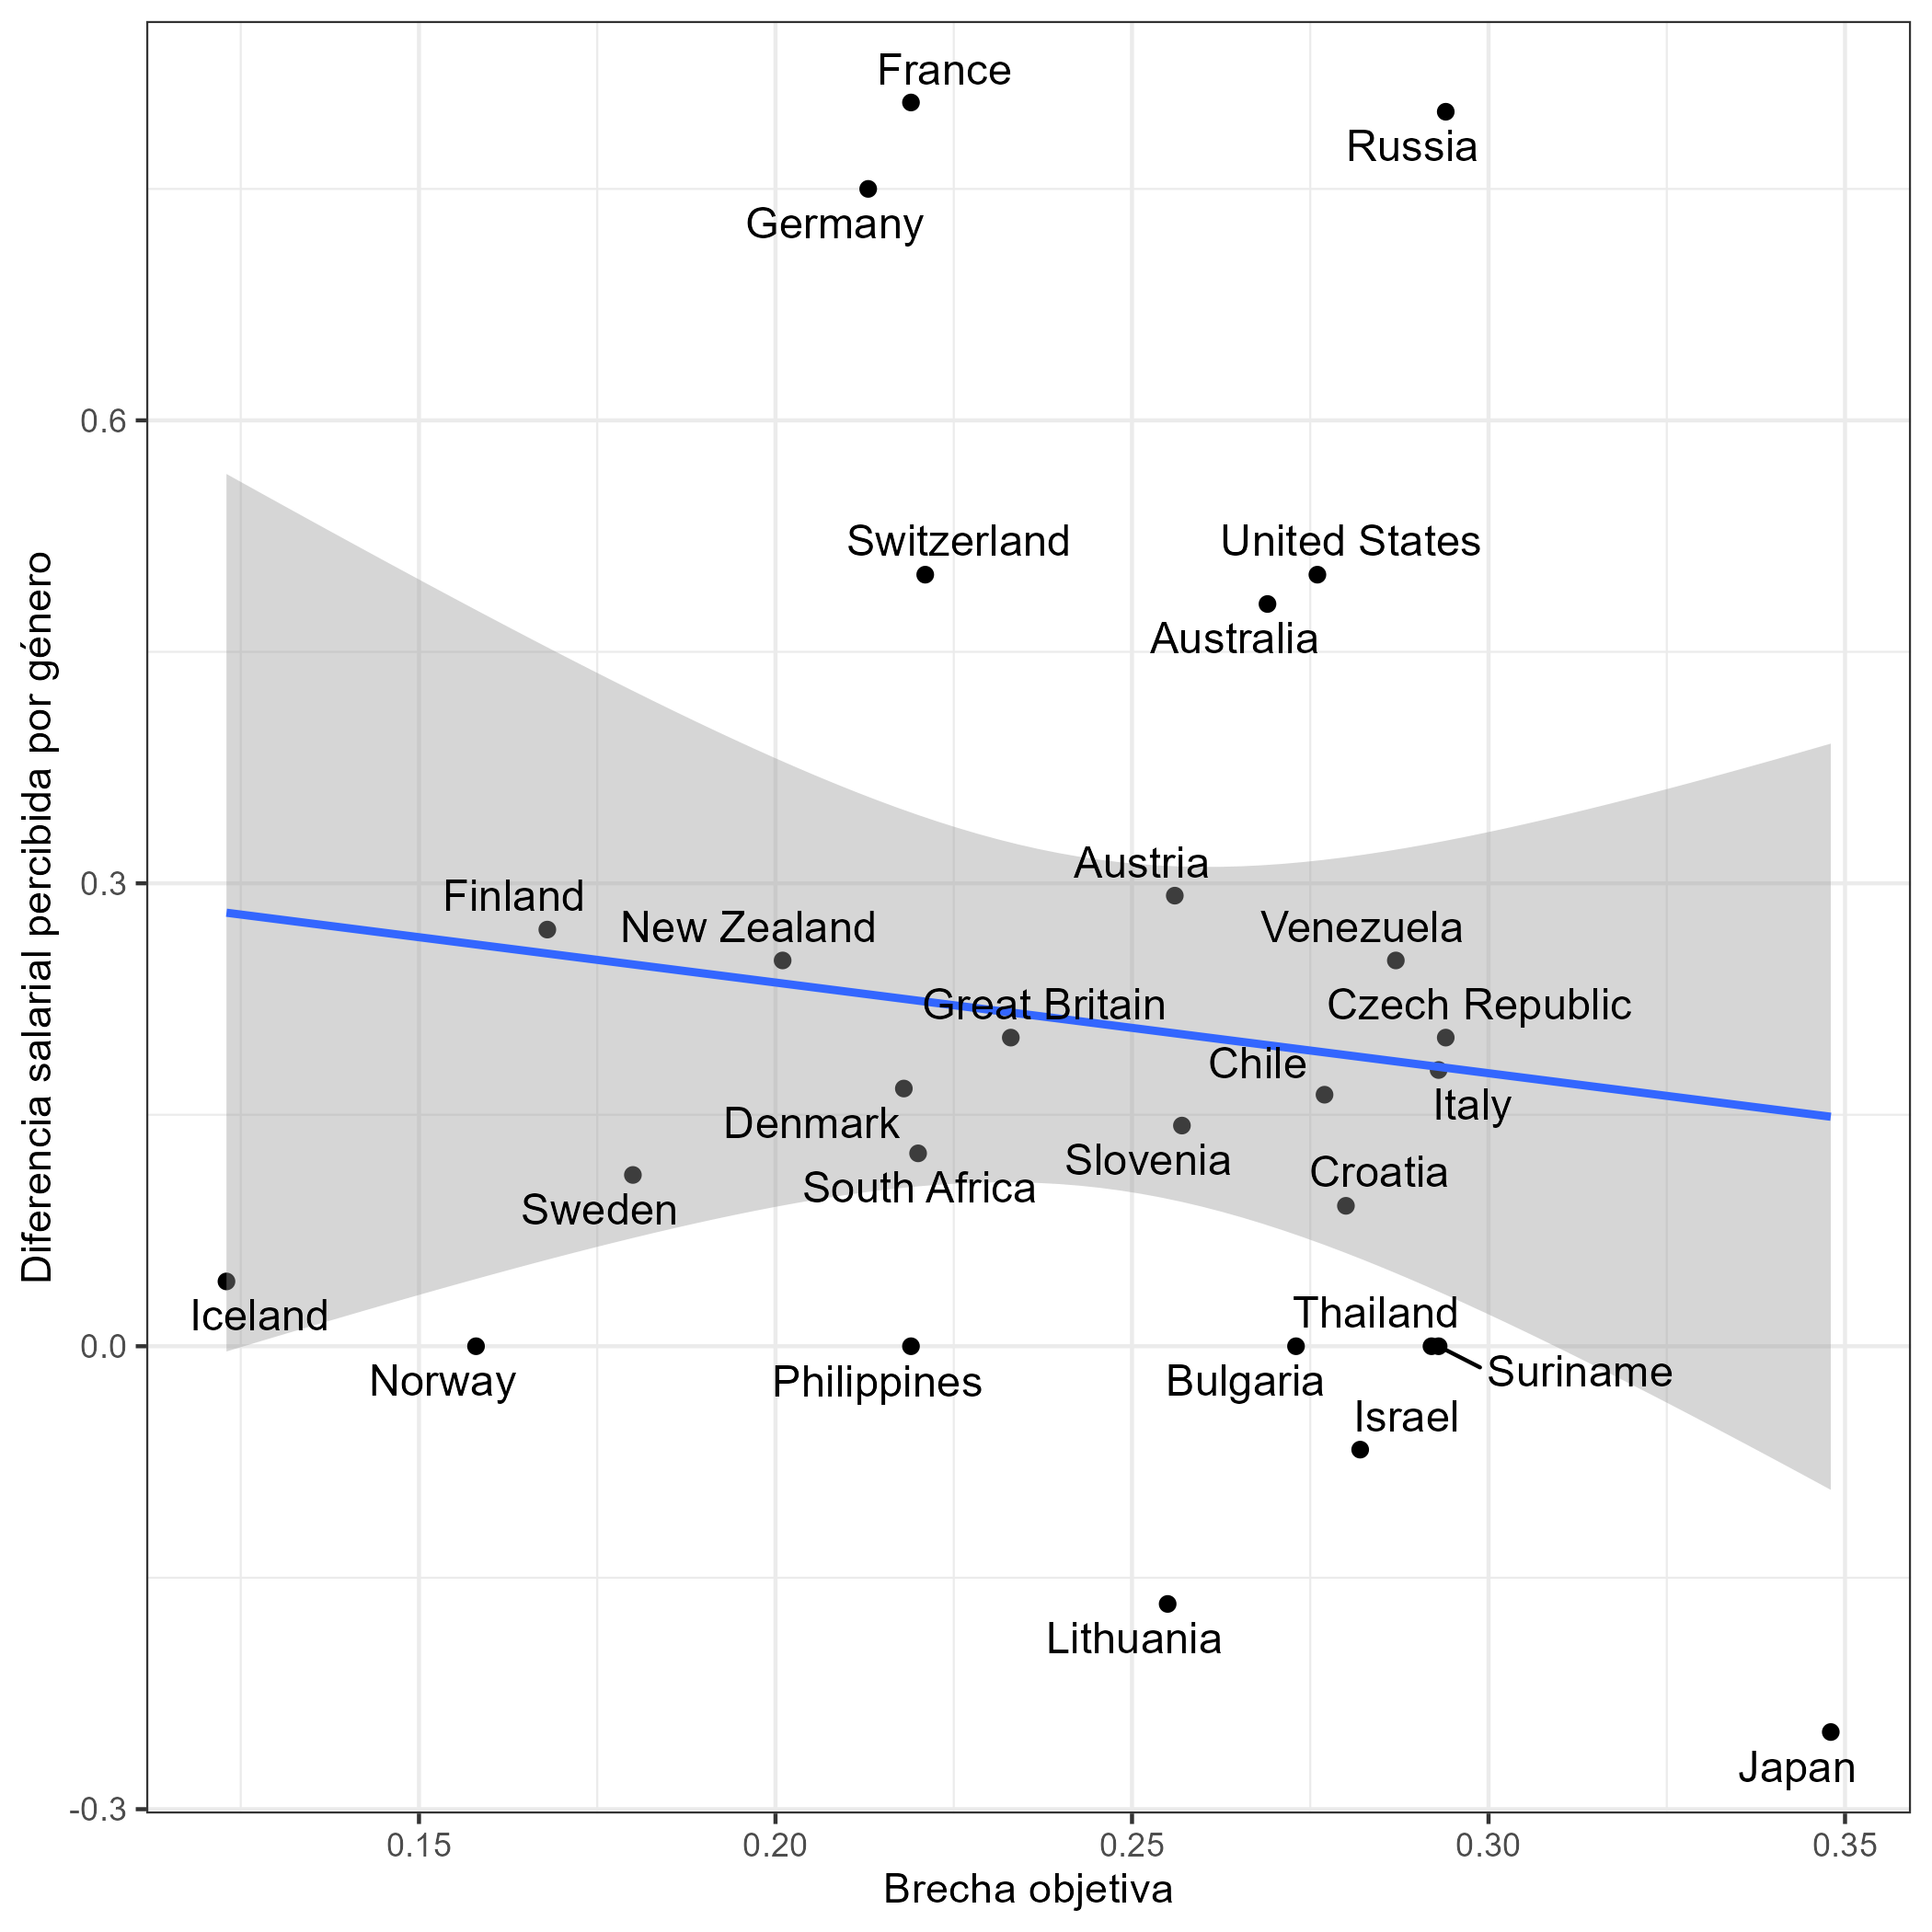 France
Russia
Germany
0.6
Switzerland
United States
Australia
Diferencia salarial percibida por género
Austria
0.3
Finland
New Zealand
Venezuela
Great Britain
Czech Republic
Chile
Italy
Denmark
Slovenia
Croatia
South Africa
Sweden
Iceland
Thailand
0.0
Norway
Philippines
Bulgaria
Suriname
Israel
Lithuania
Japan
-0.3
0.15
0.20
0.25
0.30
0.35
Brecha objetiva